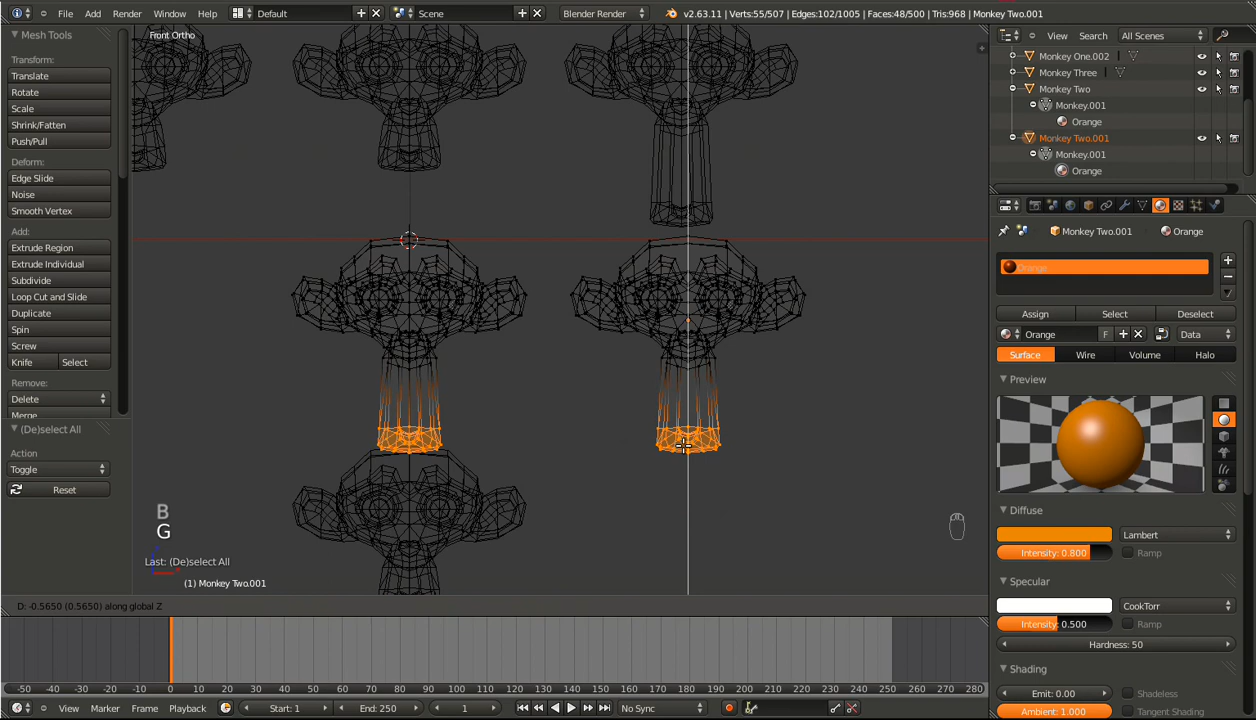 File Add Render Window Help Default Scene Blender Render v2.63.11 | Verts:55/507 | Edges:102/1005 | Faces:48/500 | Tris:968 | Monkey Two.001
Mesh Tools
Transform:
Translate
Rotate
Scale
Shrink/Fatten
Push/Pull
Deform:
Edge Slide
Noise
Smooth Vertex
Add:
Extrude Region
Extrude Individual
Subdivide
Loop Cut and Slide
Duplicate
Spin
Screw
Knife Select
Remove:
Delete
Merge
(De)select All
Action
Toggle
Reset
Front Ortho
B
G
Last: (De)select All
(1) Monkey Two.001
D: -0.5650 (0.5650) along global Z
-50 -40 -30 -20 -10 0 10 20 30 40 50 60 70 80 90 100 110 120 130 140 150 160 170 180 190 200 210 220 230 240 250 260 270 280
View Marker Frame Playback Start: 1 End: 250 1 No Sync
View Search All Scenes
Monkey One.002
Monkey Three
Monkey Two
Monkey.001
Orange
Monkey Two.001
Monkey.001
Orange
Monkey Two.001 Orange
Orange
Assign Select Deselect
Orange F Data
Surface Wire Volume Halo
Preview
Diffuse
Lambert
Intensity: 0.800 Ramp
Specular
CookTorr
Intensity: 0.500 Ramp
Hardness: 50
Shading
Emit: 0.00 Shadeless
Ambient: 1.000 Tangent Shading